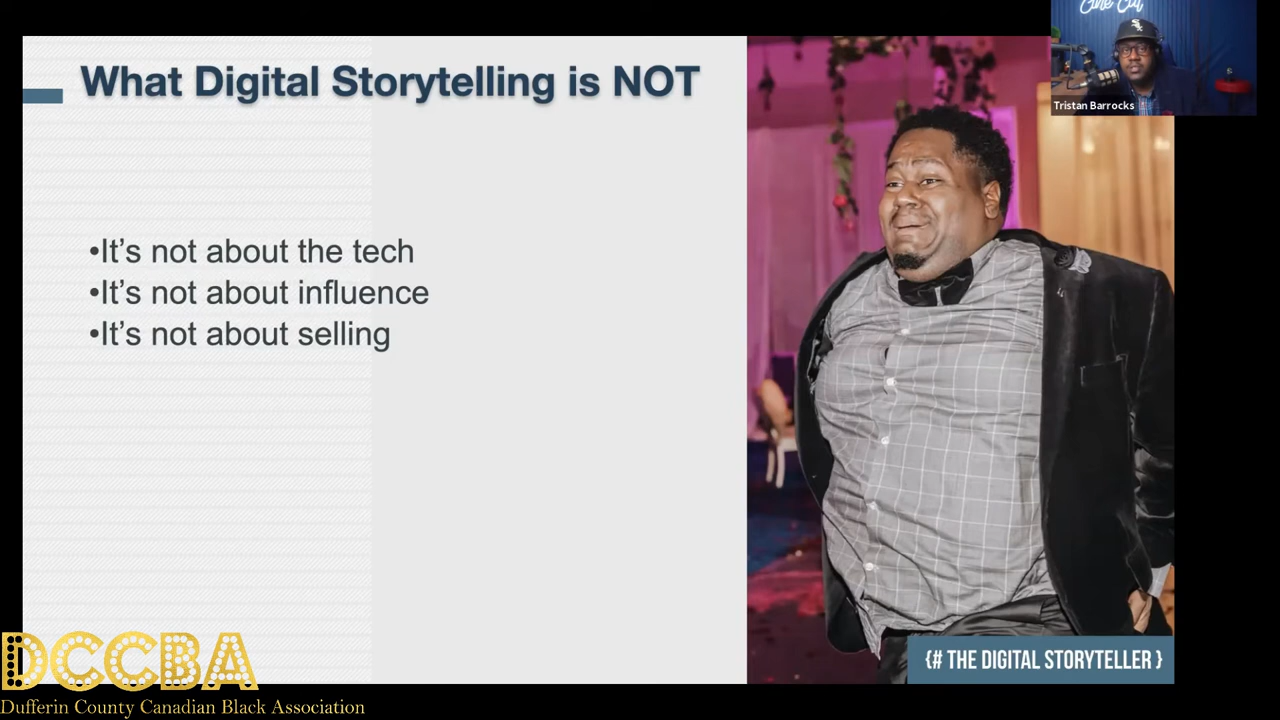 What Digital Storytelling is NOT
Tristan Barrocks
•It’s not about the tech
•It’s not about influence
•It’s not about selling
{# THE DIGITAL STORYTELLER }
DCCBA
Dufferin County Canadian Black Association